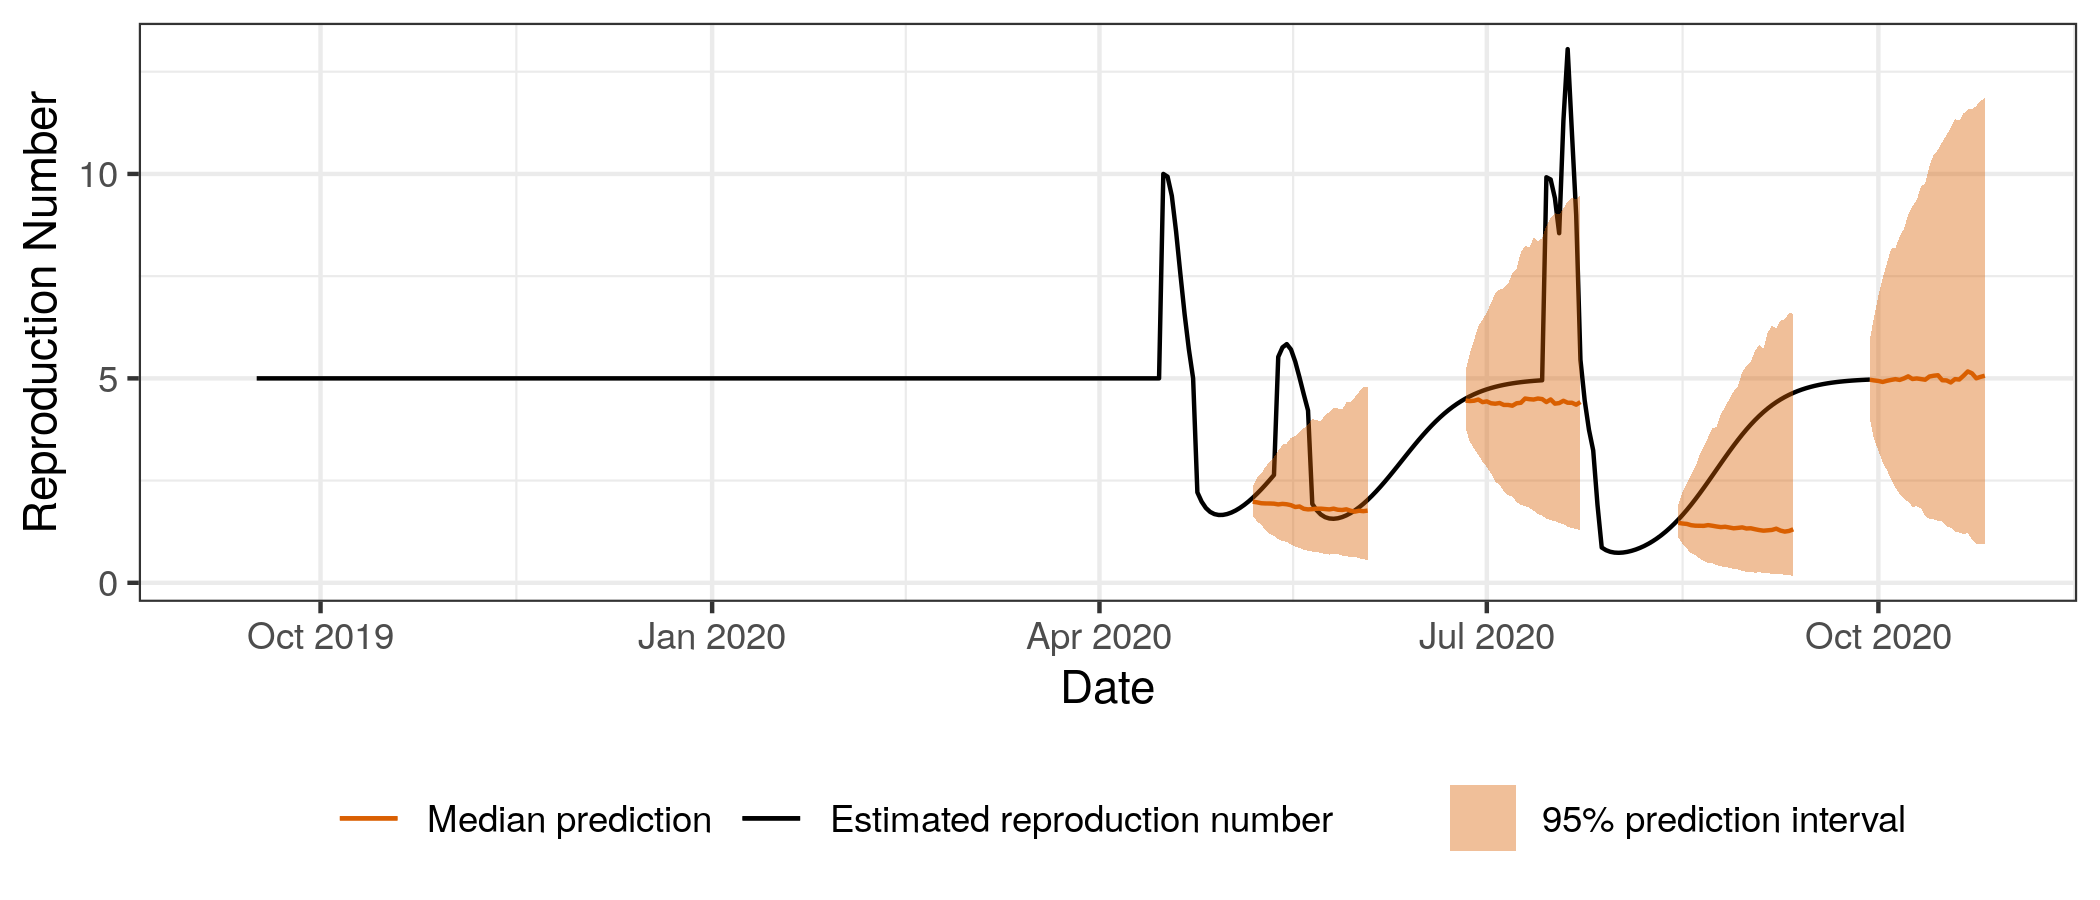 Reproduction Number
10
5
0
Oct 2019
Jan 2020
Apr 2020
Jul 2020
Oct 2020
Date
Median prediction
Estimated reproduction number
95% prediction interval